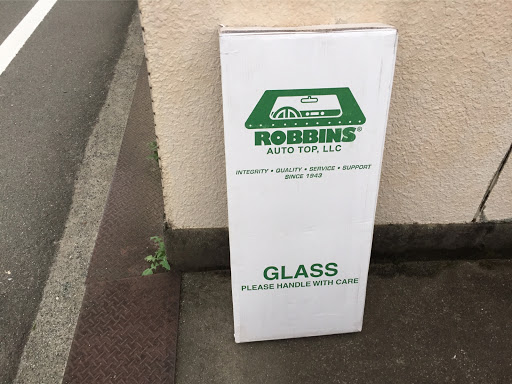 ROBBINS®
AUTO TOP, LLC
INTEGRITY • QUALITY • SERVICE • SUPPORT
SINCE 1943
GLASS
PLEASE HANDLE WITH CARE